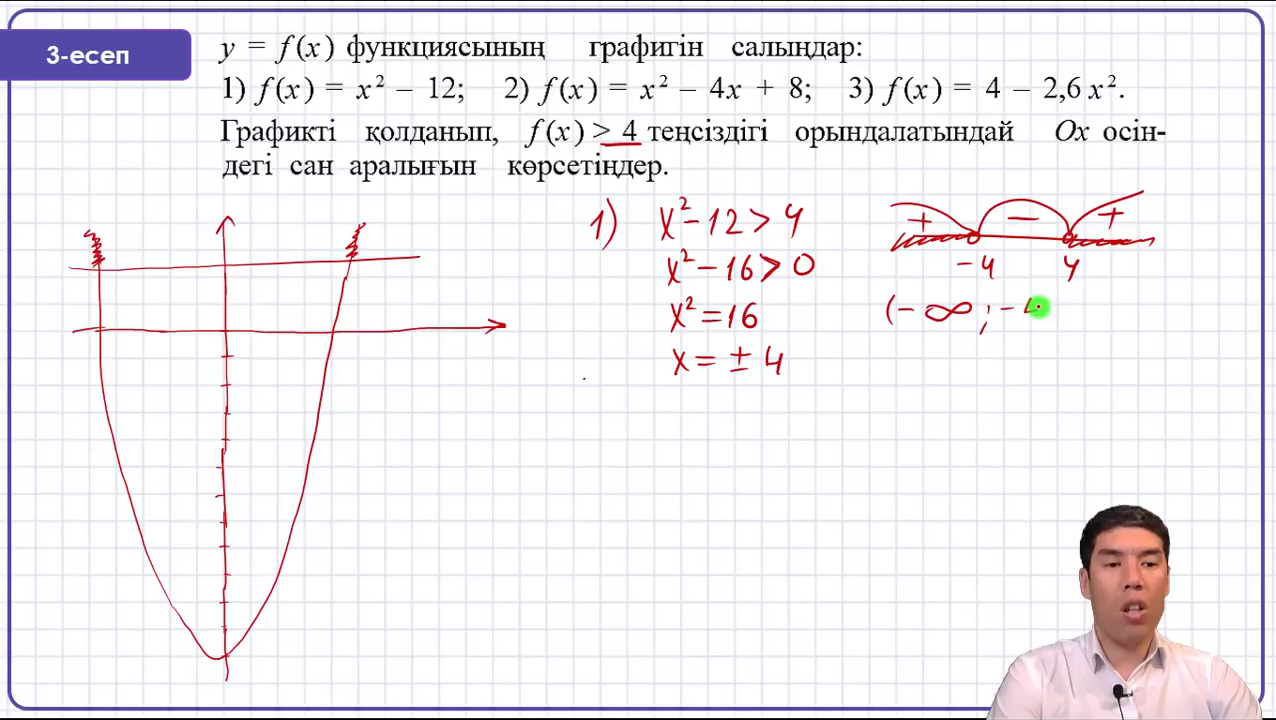 3-есеп
y = f(x) функциясының графигін салыңдар:
1) f(x) = x² − 12; 2) f(x) = x² − 4x + 8; 3) f(x) = 4 − 2,6x².
Графикті қолданып, f(x) > 4 теңсіздігі орындалатындай Ox осін-
дегі сан аралығын көрсетіңдер.
1) x² − 12 > 4
x² − 16 > 0
x² = 16
x = ± 4
+ − +
−4 4
(−∞; −4